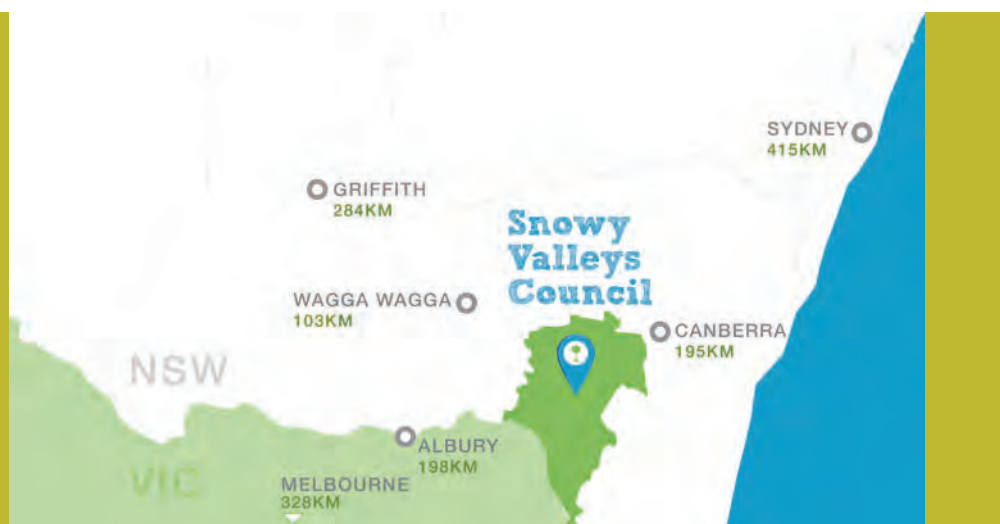 SYDNEY
415KM
GRIFFITH
284KM
Snowy
Valleys
Council
WAGGA WAGGA
103KM
CANBERRA
195KM
NSW
ALBURY
198KM
VIC
MELBOURNE
328KM